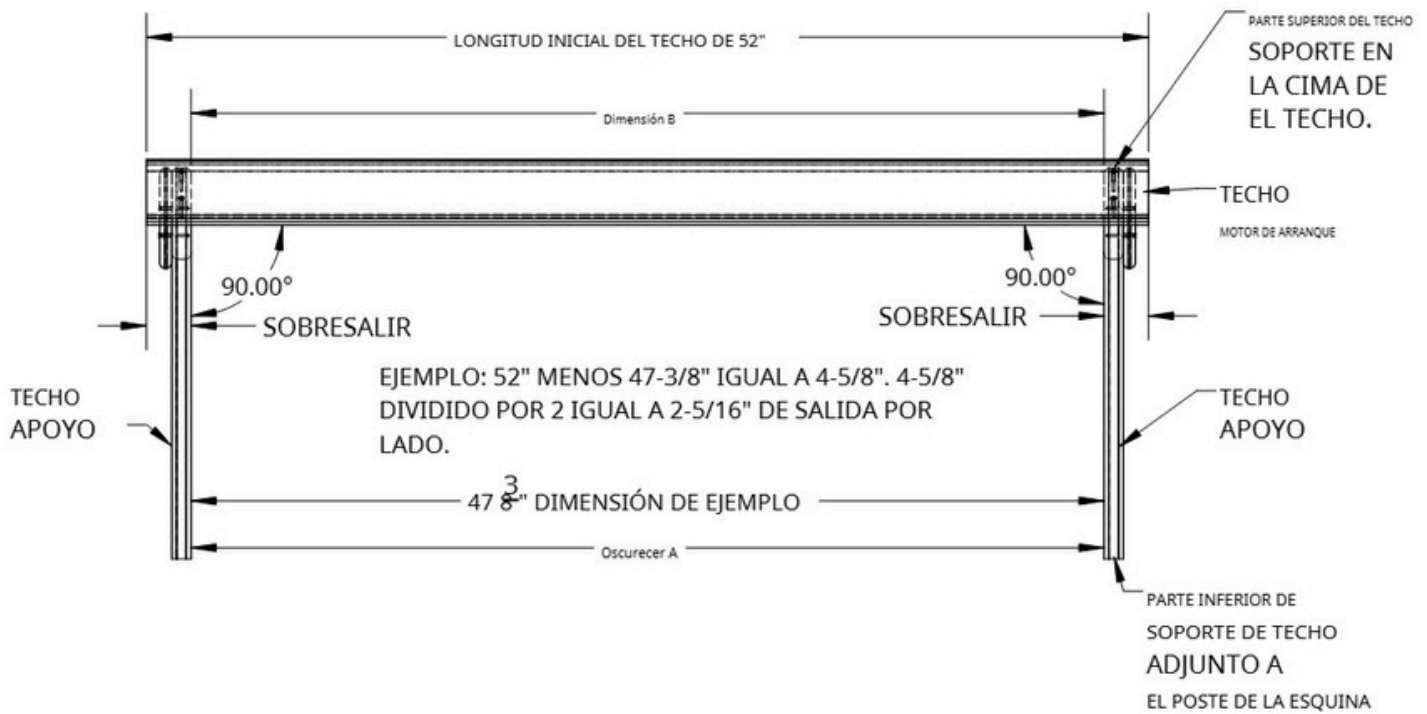 PARTE SUPERIOR DEL TECHO
SOPORTE EN
LA CIMA DE
EL TECHO.
LONGITUD INICIAL DEL TECHO DE 52"
Dimensión B
TECHO
MOTOR DE ARRANQUE
90.00°
90.00°
SOBRESALIR
SOBRESALIR
EJEMPLO: 52" MENOS 47-3/8" IGUAL A 4-5/8". 4-5/8"
DIVIDIDO POR 2 IGUAL A 2-5/16" DE SALIDA POR
LADO.
TECHO
APOYO
TECHO
APOYO
47 3/8" DIMENSIÓN DE EJEMPLO
Oscurecer A
PARTE INFERIOR DE
SOPORTE DE TECHO
ADJUNTO A
EL POSTE DE LA ESQUINA